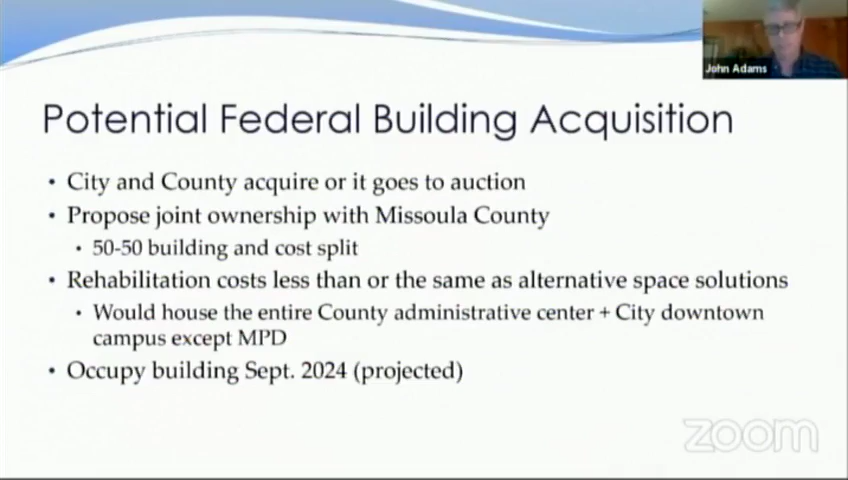 John Adams
Potential Federal Building Acquisition
• City and County acquire or it goes to auction
• Propose joint ownership with Missoula County
• 50-50 building and cost split
• Rehabilitation costs less than or the same as alternative space solutions
• Would house the entire County administrative center + City downtown
campus except MPD
• Occupy building Sept. 2024 (projected)
zoom